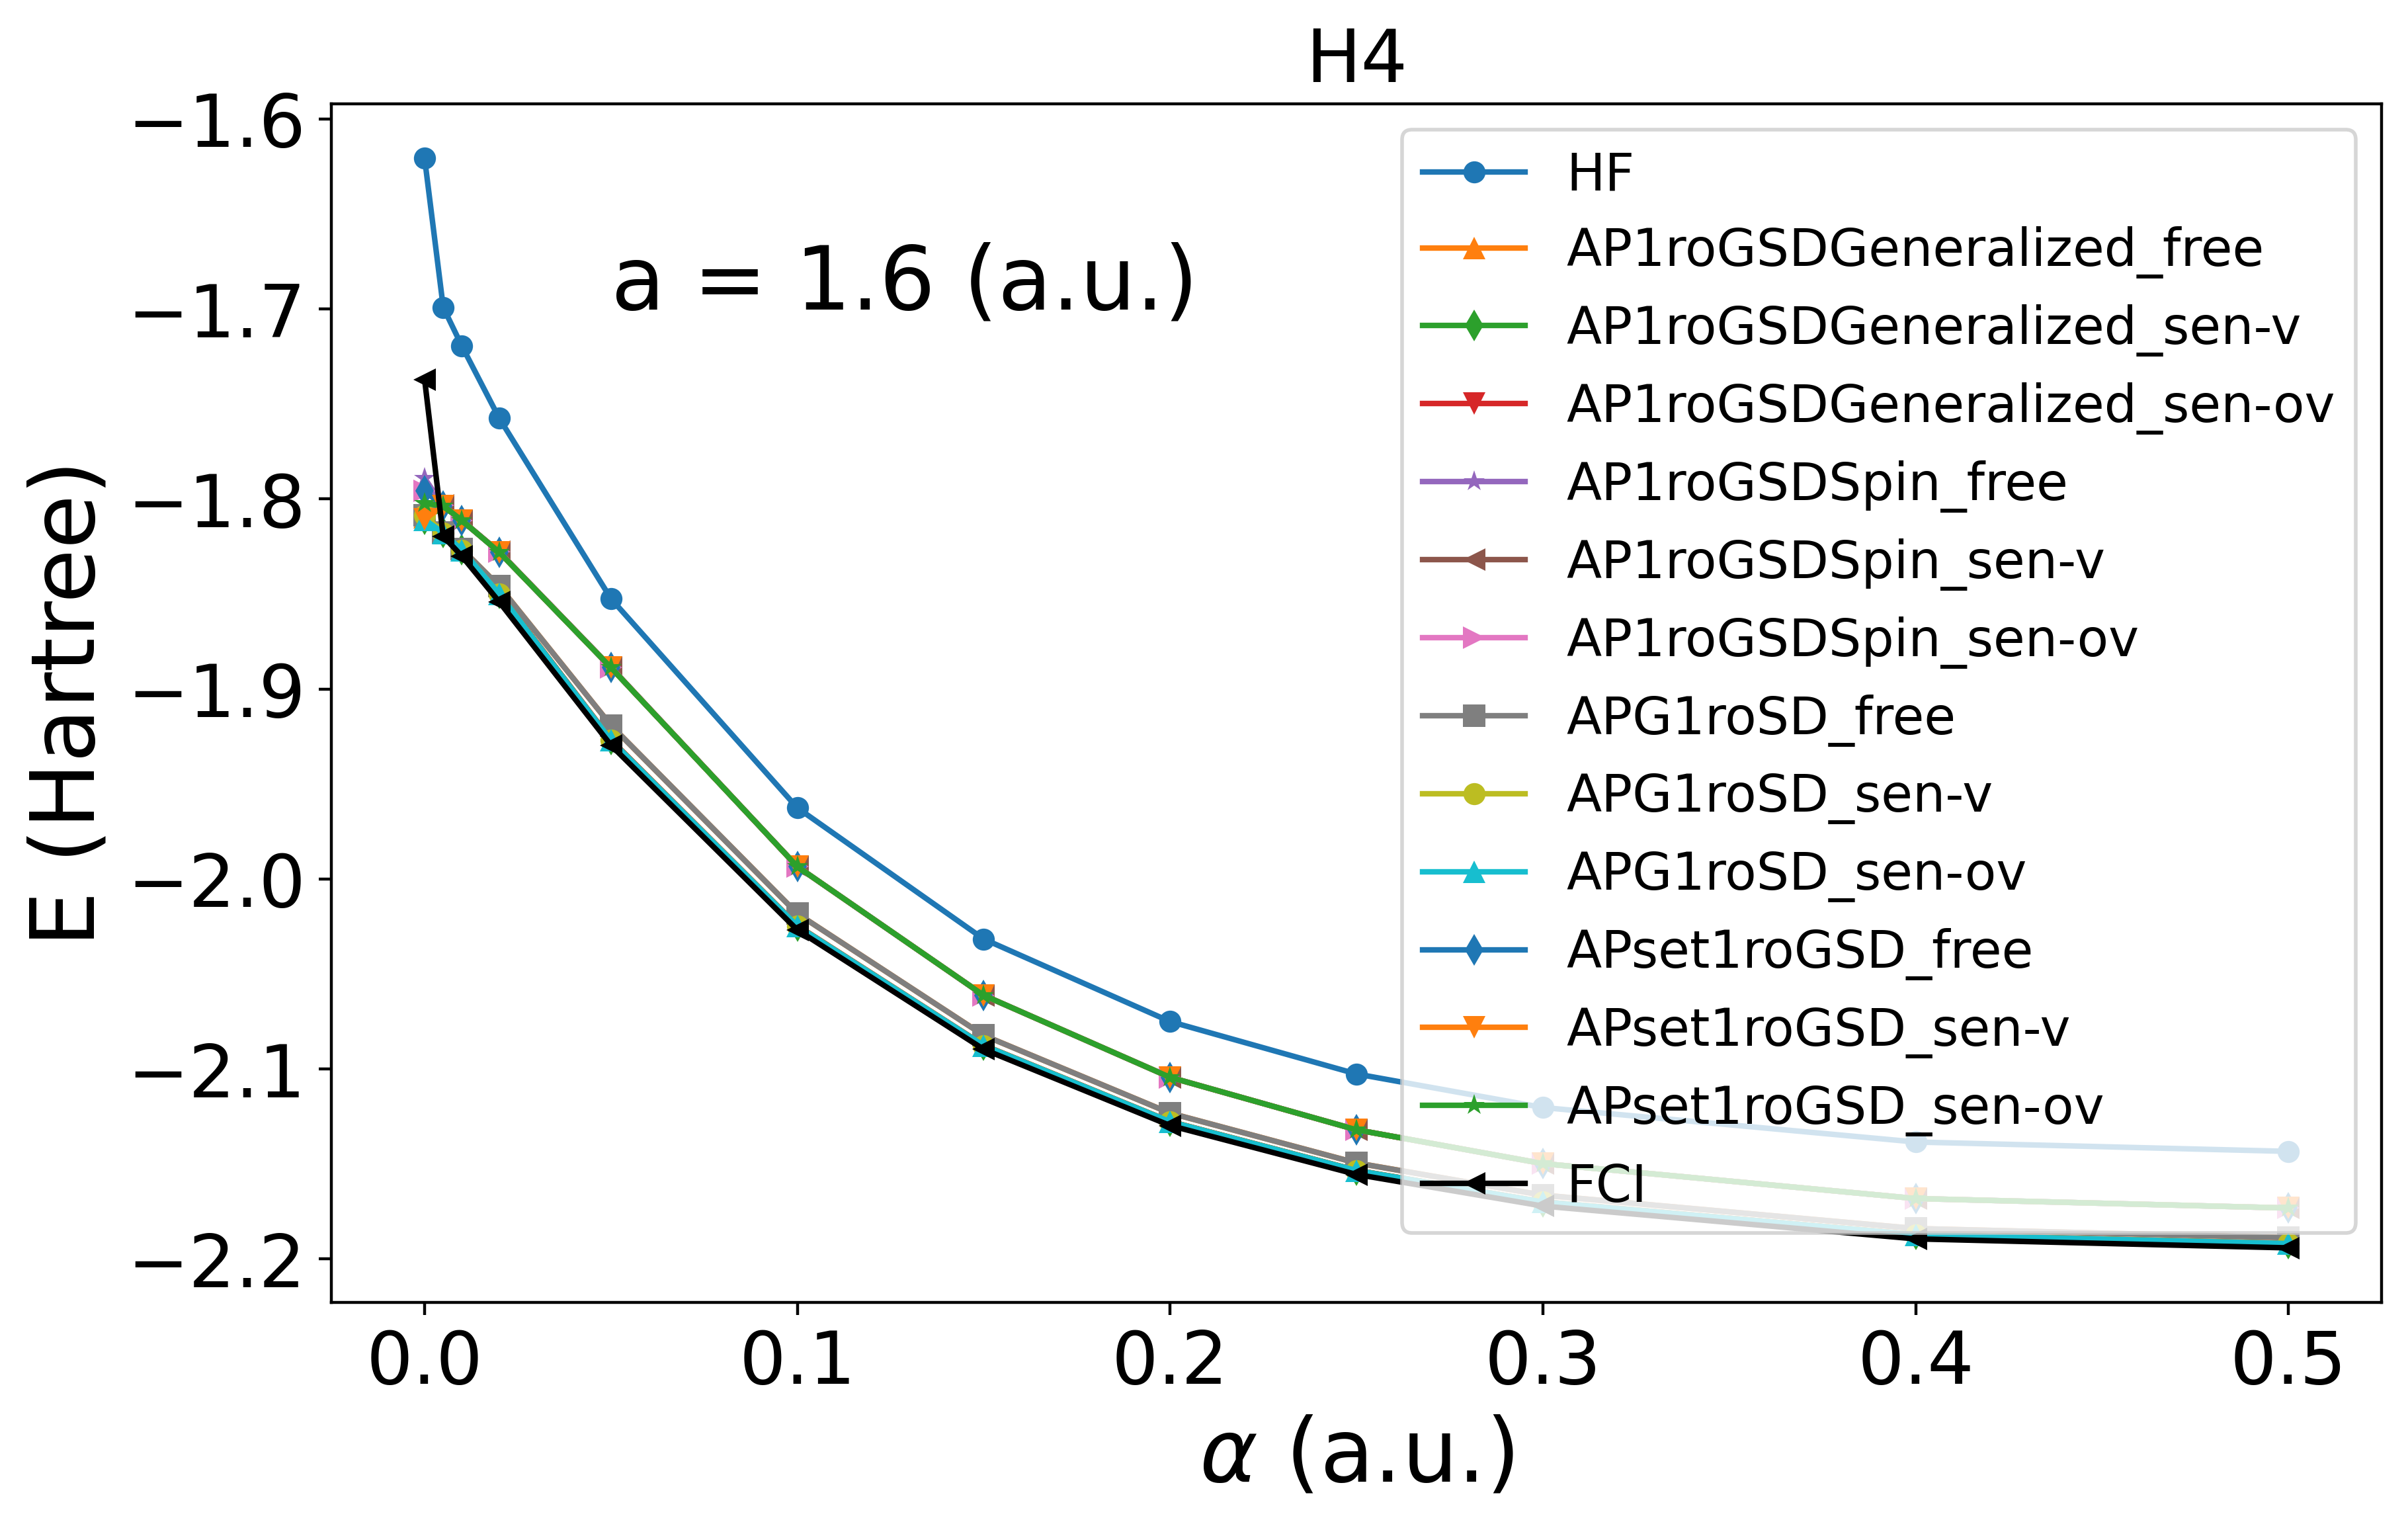 H4
−1.6
−1.7
−1.8
−1.9
−2.0
−2.1
−2.2
E (Hartree)
a = 1.6 (a.u.)
HF
AP1roGSDGeneralized_free
AP1roGSDGeneralized_sen-v
AP1roGSDGeneralized_sen-ov
AP1roGSDSpin_free
AP1roGSDSpin_sen-v
AP1roGSDSpin_sen-ov
APG1roSD_free
APG1roSD_sen-v
APG1roSD_sen-ov
APset1roGSD_free
APset1roGSD_sen-v
APset1roGSD_sen-ov
FCI
0.0 0.1 0.2 0.3 0.4 0.5
α (a.u.)